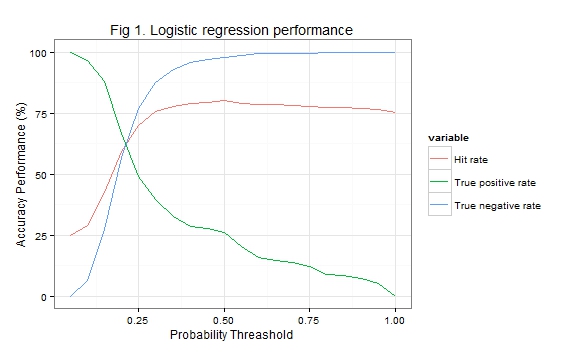 Fig 1. Logistic regression performance
Accuracy Performance (%)
100
75
50
25
0
0.25 0.50 0.75 1.00
Probability Threashold
variable
Hit rate
True positive rate
True negative rate